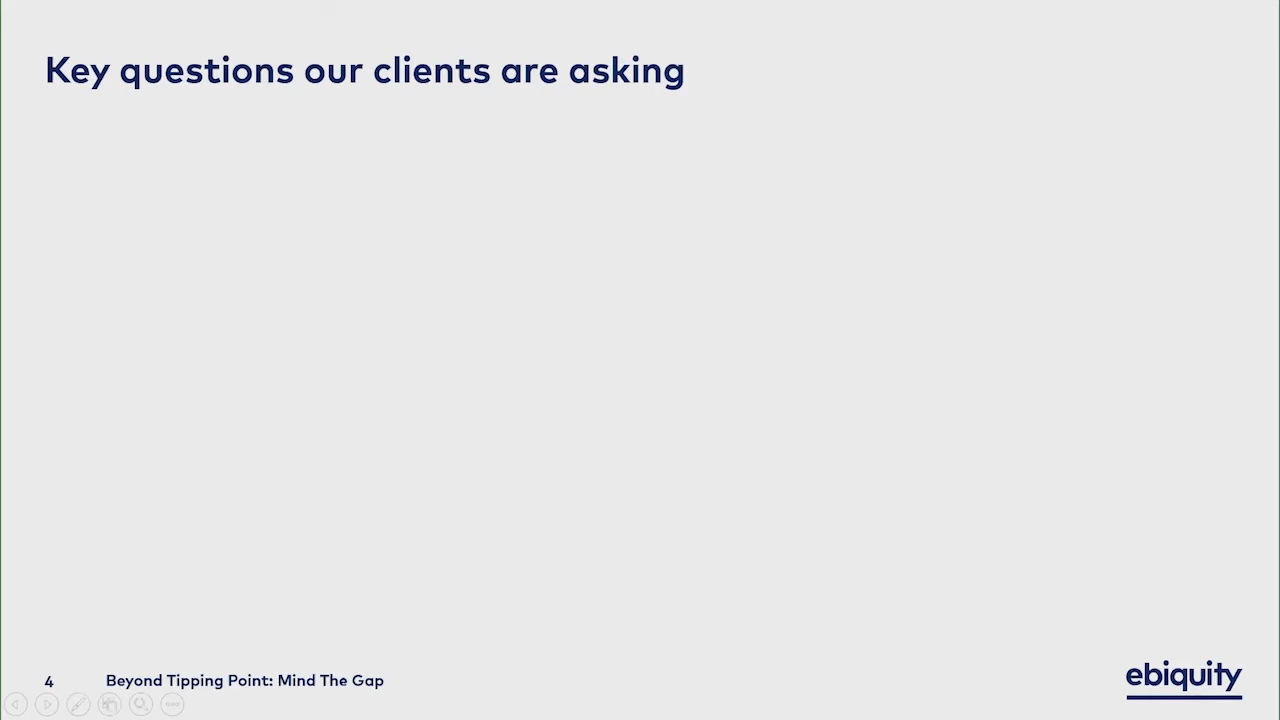 Key questions our clients are asking
4
Beyond Tipping Point: Mind The Gap
ebiquity